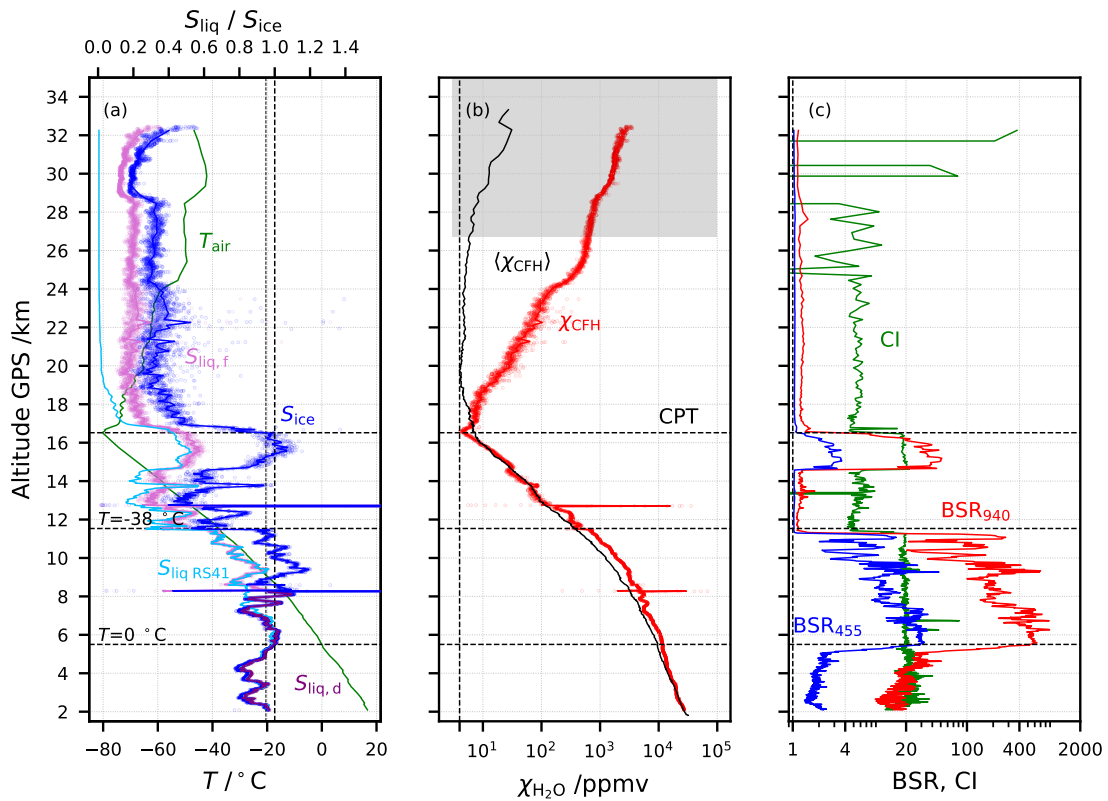 S_liq / S_ice
0.0 0.2 0.4 0.6 0.8 1.0 1.2 1.4
(a)
(b)
(c)
34
32
30
28
26
24
22
20
18
16
14
12
10
8
6
4
2
Altitude GPS /km
T_air
S_liq, f
S_ice
T=-38 °C
S_liq RS41
T=0 °C
S_liq, d
−80 −60 −40 −20 0 20
T / °C
⟨χ_CFH⟩
χ_CFH
CPT
10^1 10^2 10^3 10^4 10^5
χ_H₂O /ppmv
CI
BSR_940
BSR_455
1 4 20 100 400 2000
BSR, CI